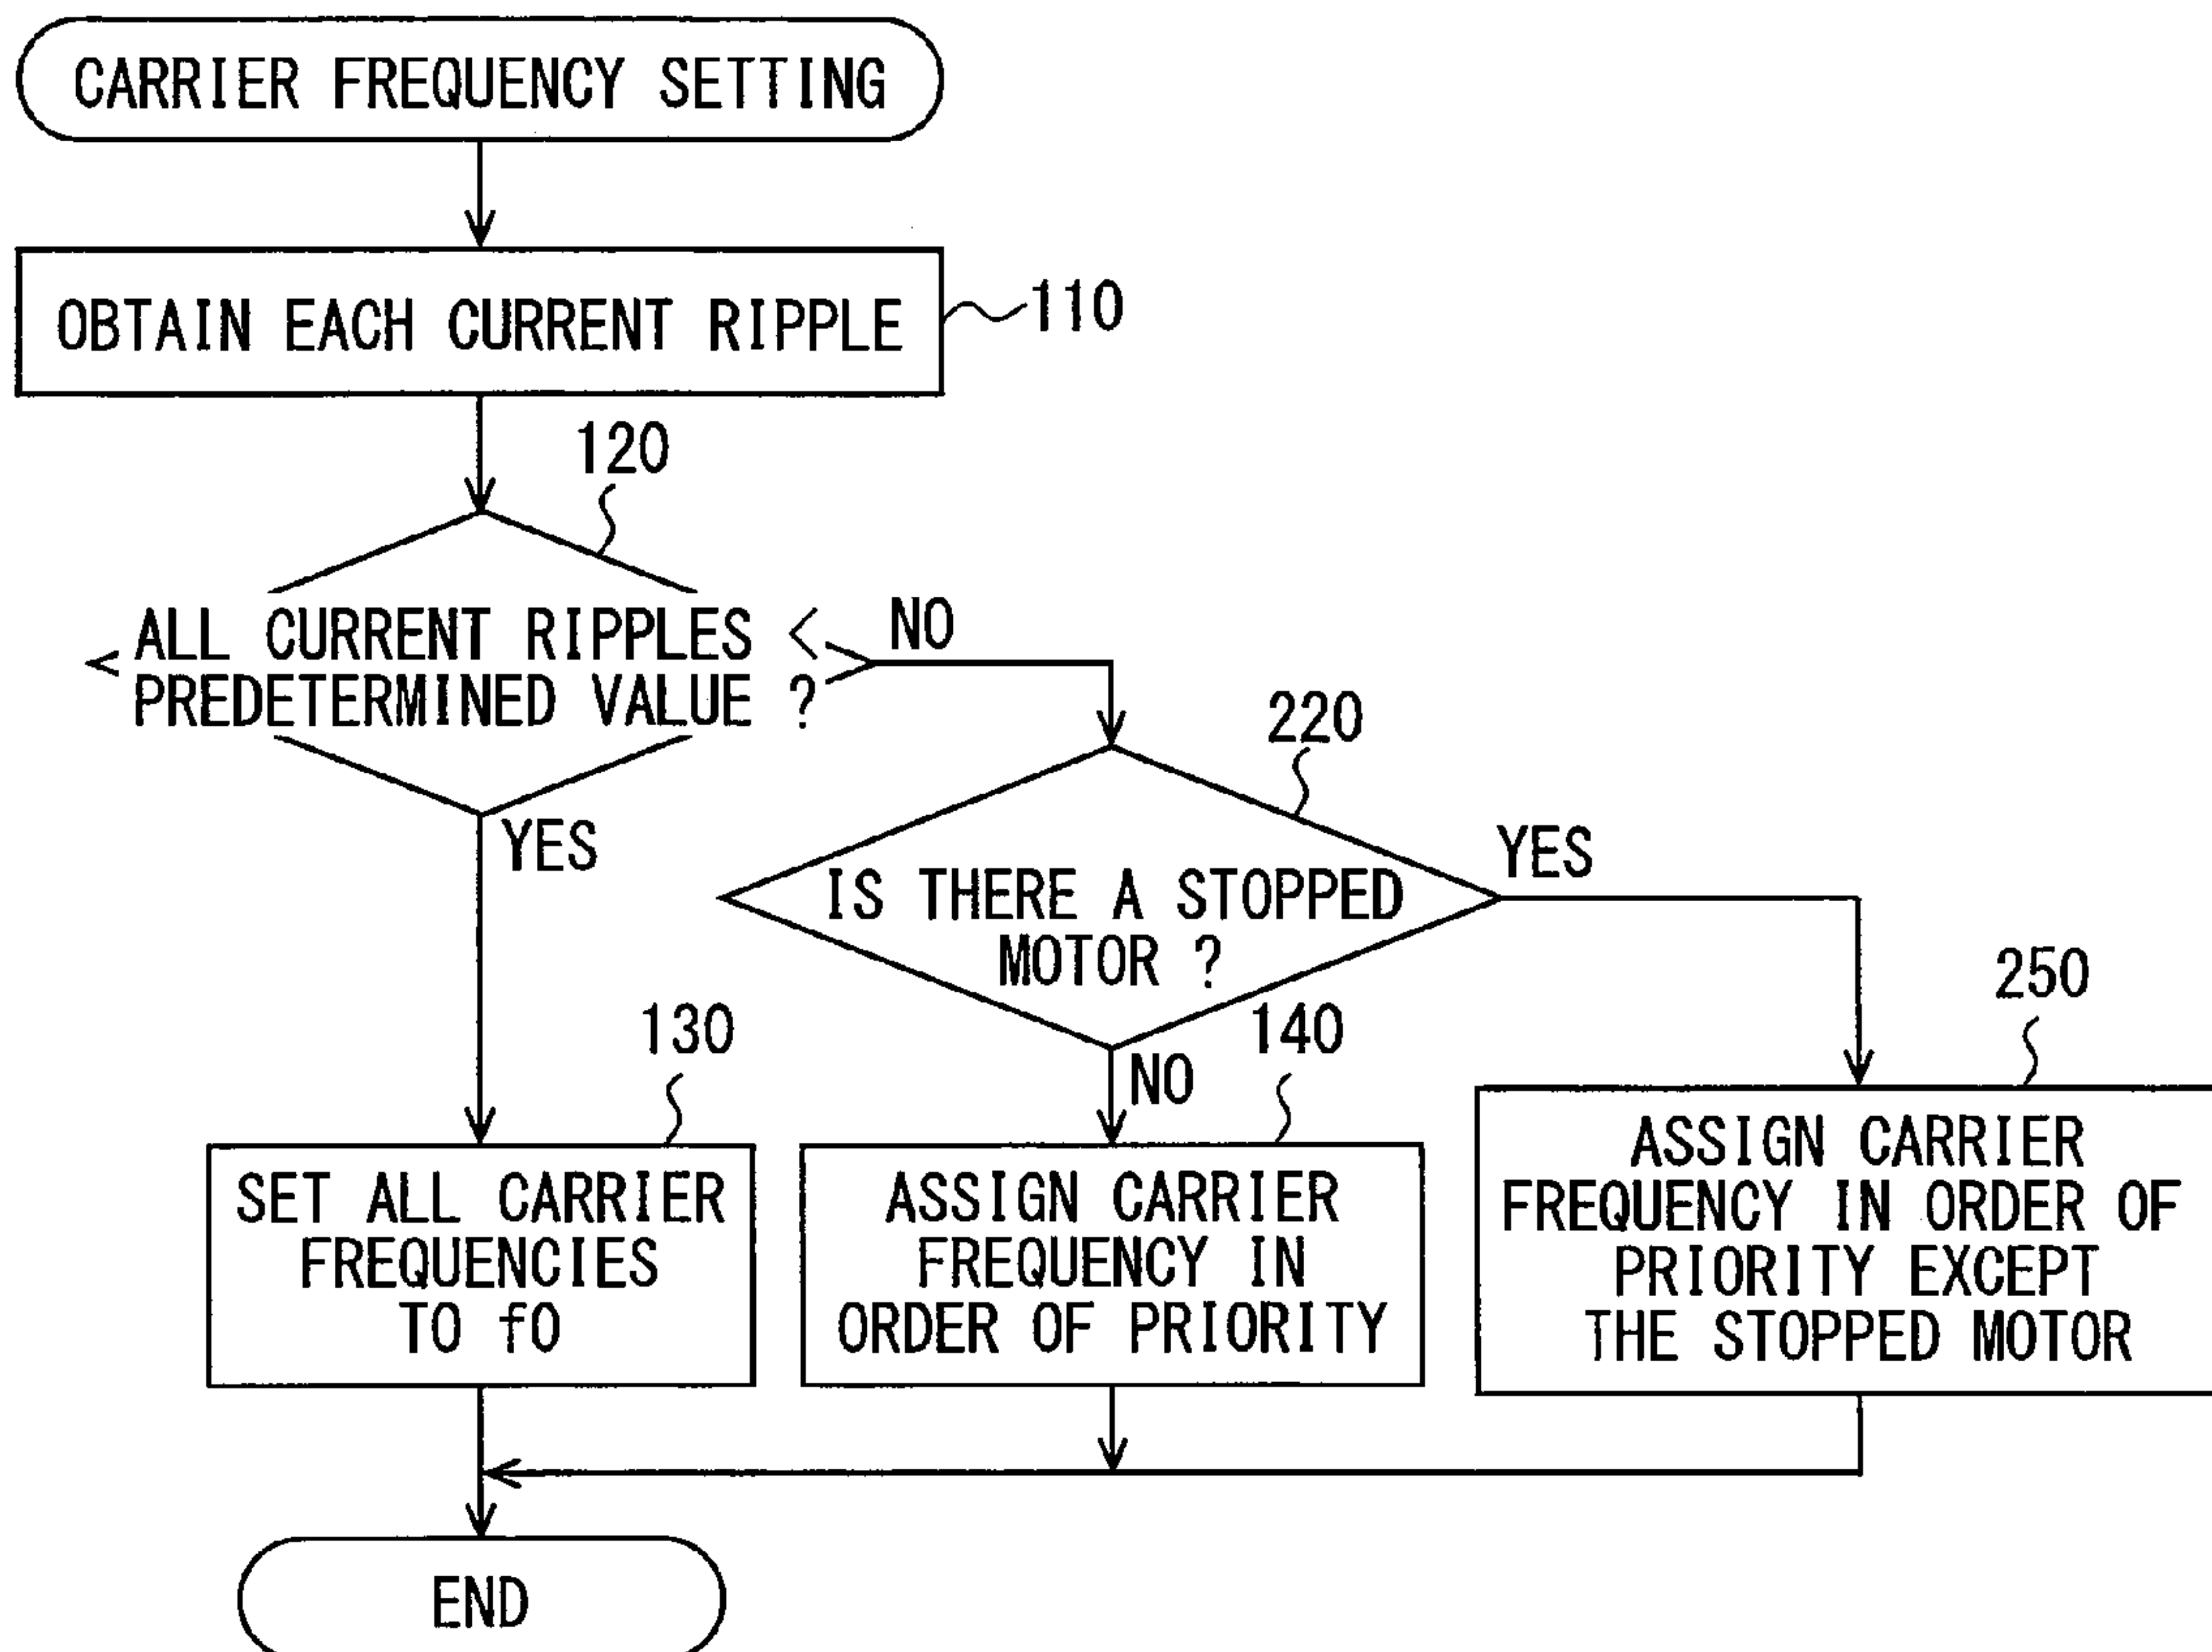 CARRIER FREQUENCY SETTING
OBTAIN EACH CURRENT RIPPLE
110
120
ALL CURRENT RIPPLES <
PREDETERMINED VALUE ?
NO
YES
220
IS THERE A STOPPED
MOTOR ?
YES
NO
130
SET ALL CARRIER
FREQUENCIES
TO f0
140
ASSIGN CARRIER
FREQUENCY IN
ORDER OF PRIORITY
250
ASSIGN CARRIER
FREQUENCY IN ORDER OF
PRIORITY EXCEPT
THE STOPPED MOTOR
END